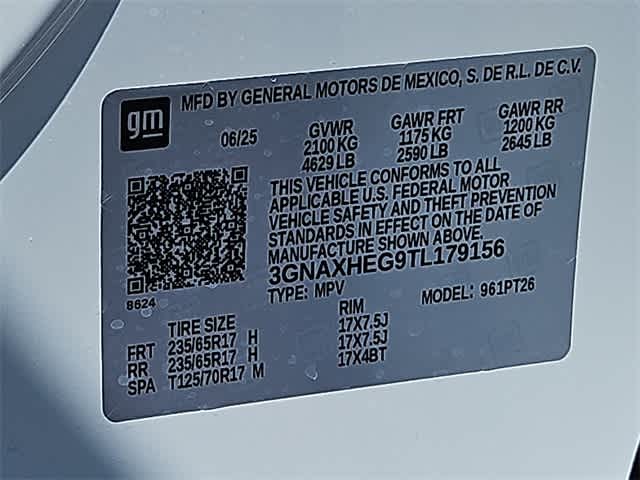 gm MFD BY GENERAL MOTORS DE MEXICO, S. DE R.L. DE C.V.
06/25 GVWR GAWR FRT GAWR RR
2100 KG 1175 KG 1200 KG
4629 LB 2590 LB 2645 LB
THIS VEHICLE CONFORMS TO ALL
APPLICABLE U.S. FEDERAL MOTOR
VEHICLE SAFETY AND THEFT PREVENTION
STANDARDS IN EFFECT ON THE DATE OF
MANUFACTURE SHOWN ABOVE.
8624
3GNAXHEG9TL179156
TYPE: MPV MODEL: 961PT26
TIRE SIZE RIM
FRT 235/65R17 H 17X7.5J
RR 235/65R17 H 17X7.5J
SPA T125/70R17 M 17X4BT